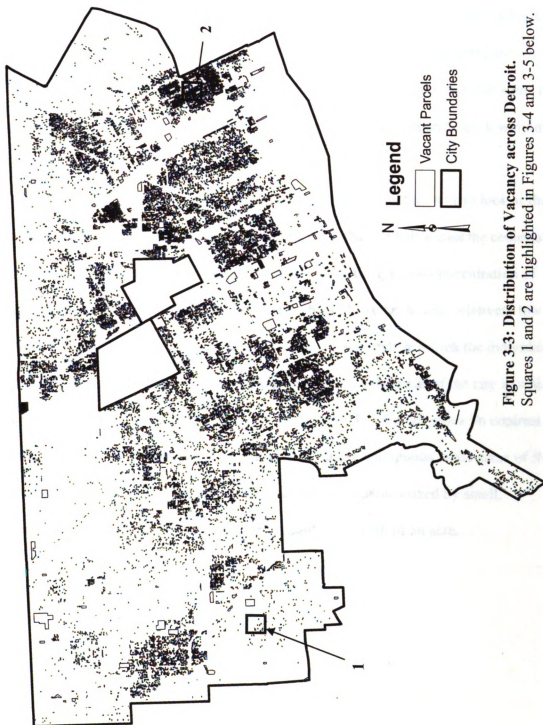 2
1
N
Legend
Vacant Parcels
City Boundaries
Figure 3-3: Distribution of Vacancy across Detroit.
Squares 1 and 2 are highlighted in Figures 3-4 and 3-5 below.